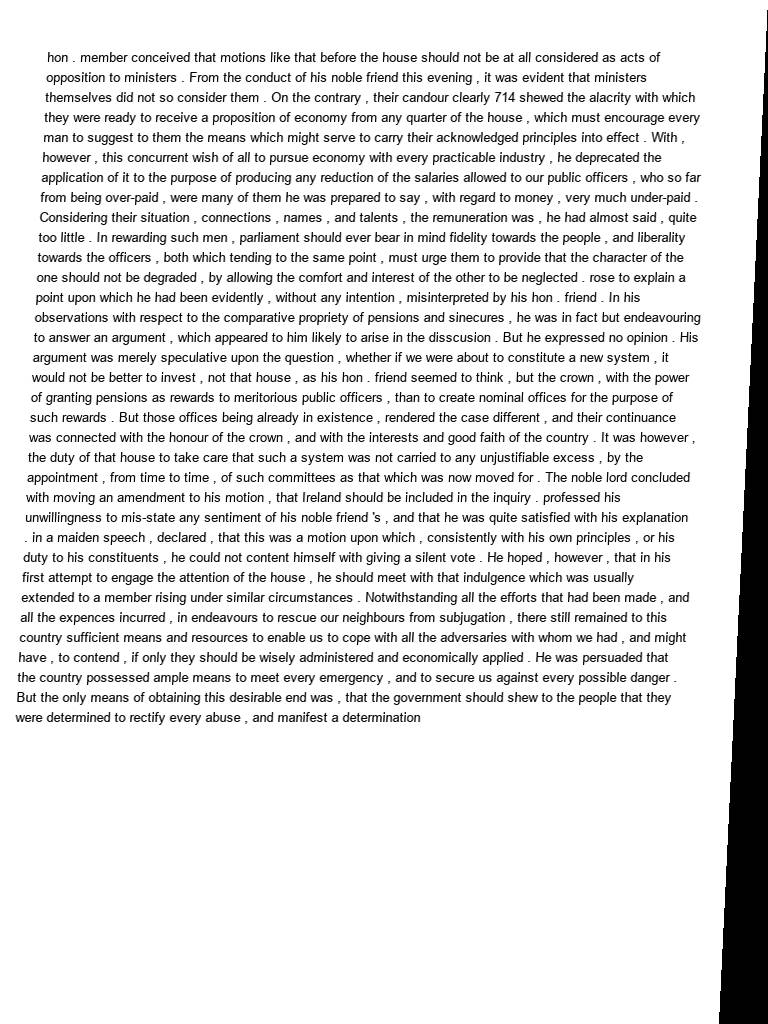 hon . member conceived that motions like that before the house should not be at all considered as acts of
opposition to ministers . From the conduct of his noble friend this evening , it was evident that ministers
themselves did not so consider them . On the contrary , their candour clearly 714 shewed the alacrity with which
they were ready to receive a proposition of economy from any quarter of the house , which must encourage every
man to suggest to them the means which might serve to carry their acknowledged principles into effect . With ,
however , this concurrent wish of all to pursue economy with every practicable industry , he deprecated the
application of it to the purpose of producing any reduction of the salaries allowed to our public officers , who so far
from being over-paid , were many of them he was prepared to say , with regard to money , very much under-paid .
Considering their situation , connections , names , and talents , the remuneration was , he had almost said , quite
too little . In rewarding such men , parliament should ever bear in mind fidelity towards the people , and liberality
towards the officers , both which tending to the same point , must urge them to provide that the character of the
one should not be degraded , by allowing the comfort and interest of the other to be neglected . rose to explain a
point upon which he had been evidently , without any intention , misinterpreted by his hon . friend . In his
observations with respect to the comparative propriety of pensions and sinecures , he was in fact but endeavouring
to answer an argument , which appeared to him likely to arise in the disscusion . But he expressed no opinion . His
argument was merely speculative upon the question , whether if we were about to constitute a new system , it
would not be better to invest , not that house , as his hon . friend seemed to think , but the crown , with the power
of granting pensions as rewards to meritorious public officers , than to create nominal offices for the purpose of
such rewards . But those offices being already in existence , rendered the case different , and their continuance
was connected with the honour of the crown , and with the interests and good faith of the country . It was however ,
the duty of that house to take care that such a system was not carried to any unjustifiable excess , by the
appointment , from time to time , of such committees as that which was now moved for . The noble lord concluded
with moving an amendment to his motion , that Ireland should be included in the inquiry . professed his
unwillingness to mis-state any sentiment of his noble friend 's , and that he was quite satisfied with his explanation
. in a maiden speech , declared , that this was a motion upon which , consistently with his own principles , or his
duty to his constituents , he could not content himself with giving a silent vote . He hoped , however , that in his
first attempt to engage the attention of the house , he should meet with that indulgence which was usually
extended to a member rising under similar circumstances . Notwithstanding all the efforts that had been made , and
all the expences incurred , in endeavours to rescue our neighbours from subjugation , there still remained to this
country sufficient means and resources to enable us to cope with all the adversaries with whom we had , and might
have , to contend , if only they should be wisely administered and economically applied . He was persuaded that
the country possessed ample means to meet every emergency , and to secure us against every possible danger .
But the only means of obtaining this desirable end was , that the government should shew to the people that they
were determined to rectify every abuse , and manifest a determination